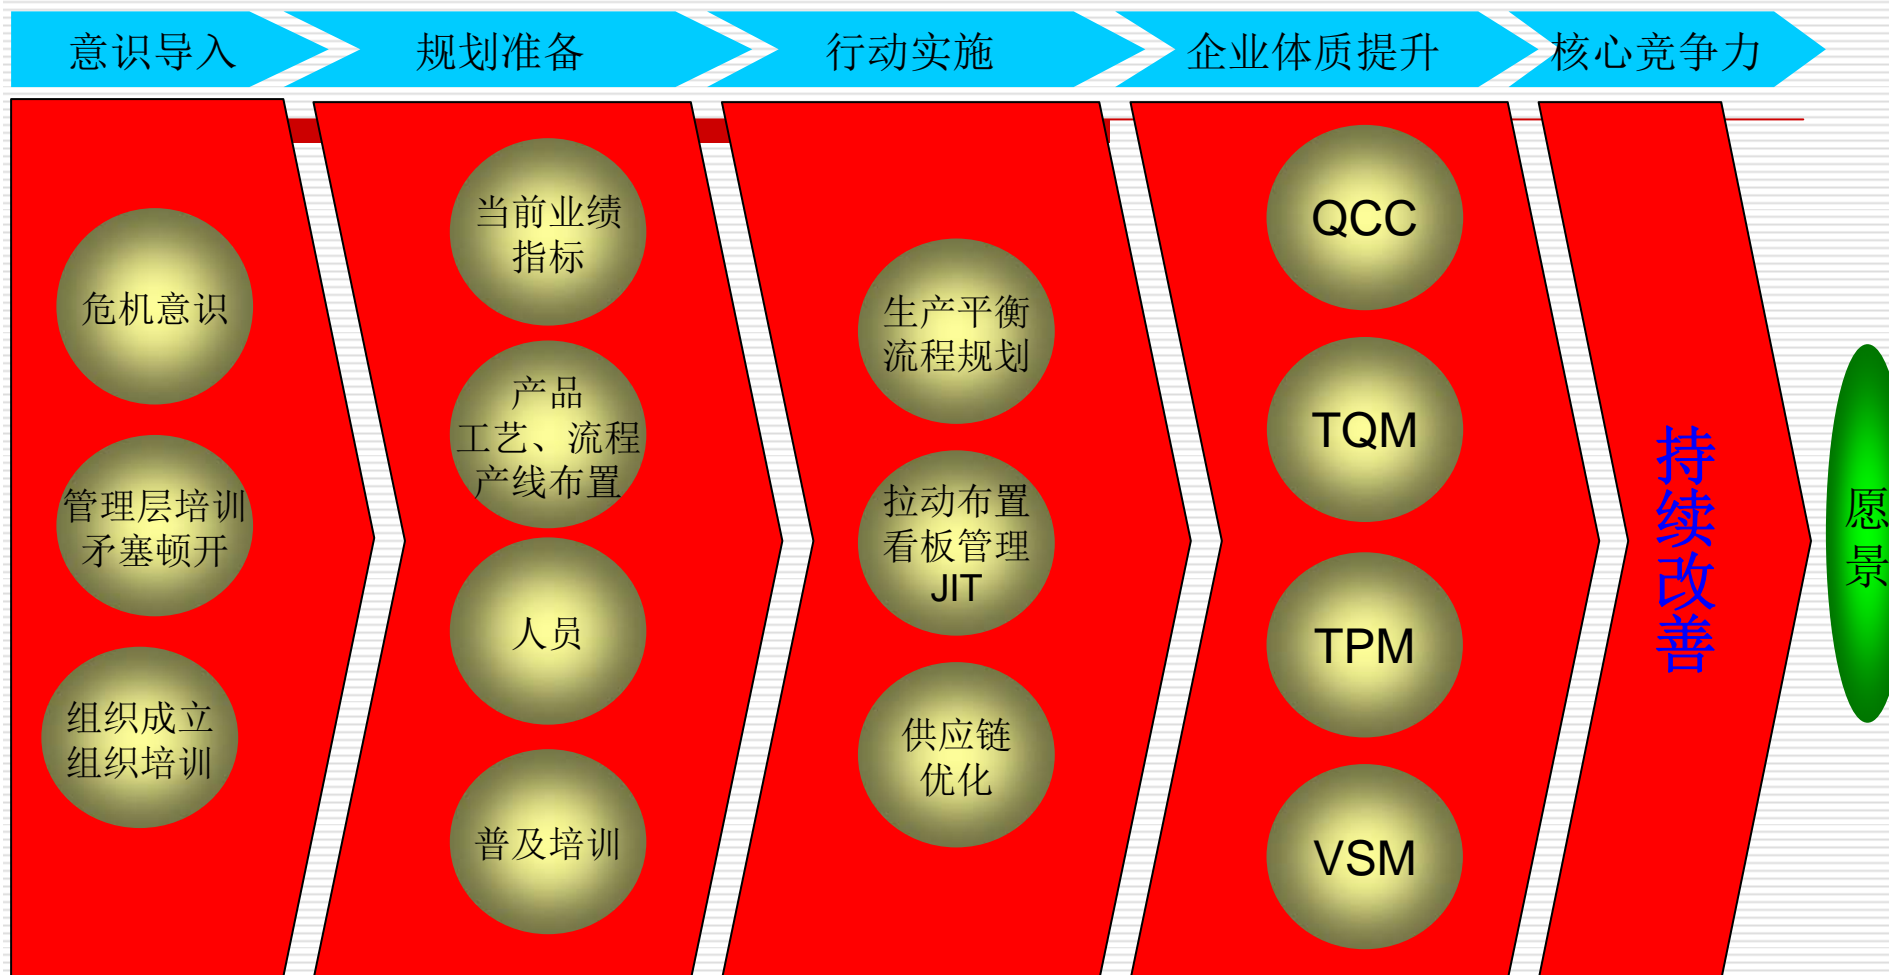 意识导入
规划准备
行动实施
企业体质提升
核心竞争力
危机意识
管理层培训
矛塞顿开
组织成立
组织培训
当前业绩
指标
产品
工艺、流程
产线布置
人员
普及培训
生产平衡
流程规划
拉动布置
看板管理
JIT
供应链
优化
QCC
TQM
TPM
VSM
持续改善
愿景